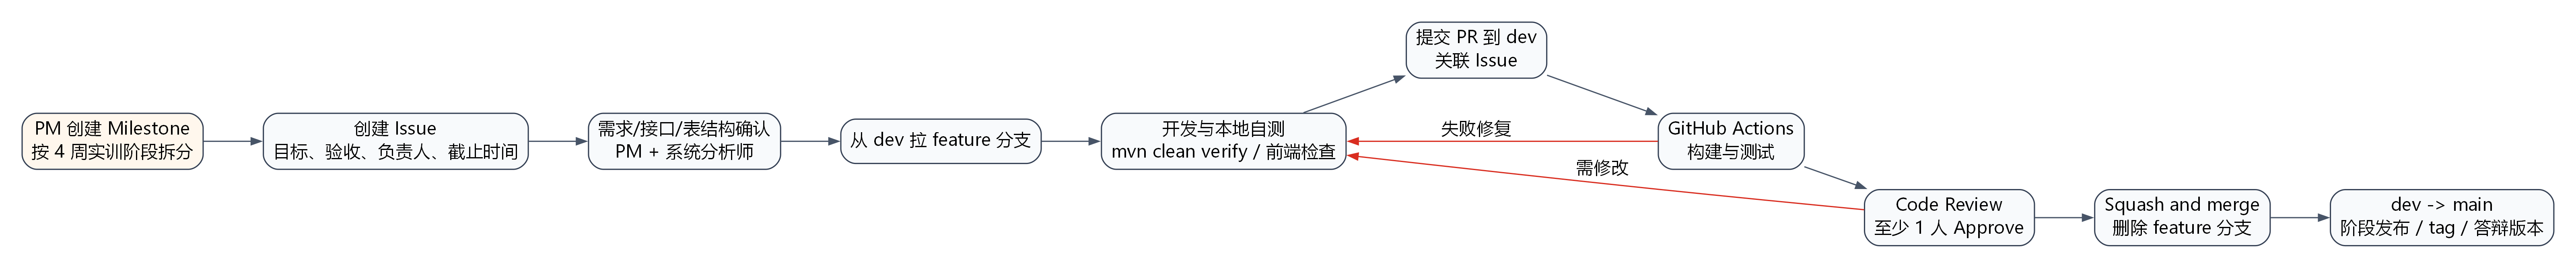 PM 创建 Milestone
按 4 周实训阶段拆分
创建 Issue
目标、验收、负责人、截止时间
需求/接口/表结构确认
PM + 系统分析师
从 dev 拉 feature 分支
开发与本地自测
mvn clean verify / 前端检查
提交 PR 到 dev
关联 Issue
失败修复
需修改
GitHub Actions
构建与测试
Code Review
至少 1 人 Approve
Squash and merge
删除 feature 分支
dev -> main
阶段发布 / tag / 答辩版本